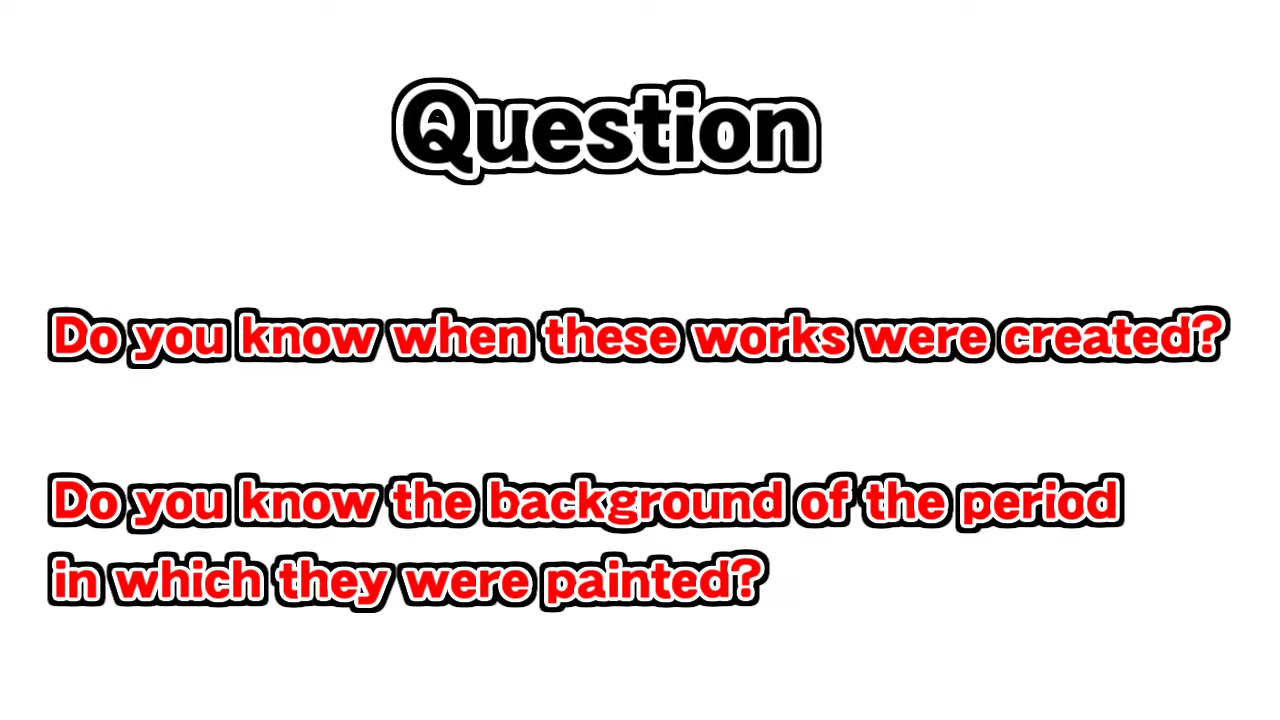 Question
Do you know when these works were created?
Do you know the background of the period
in which they were painted?